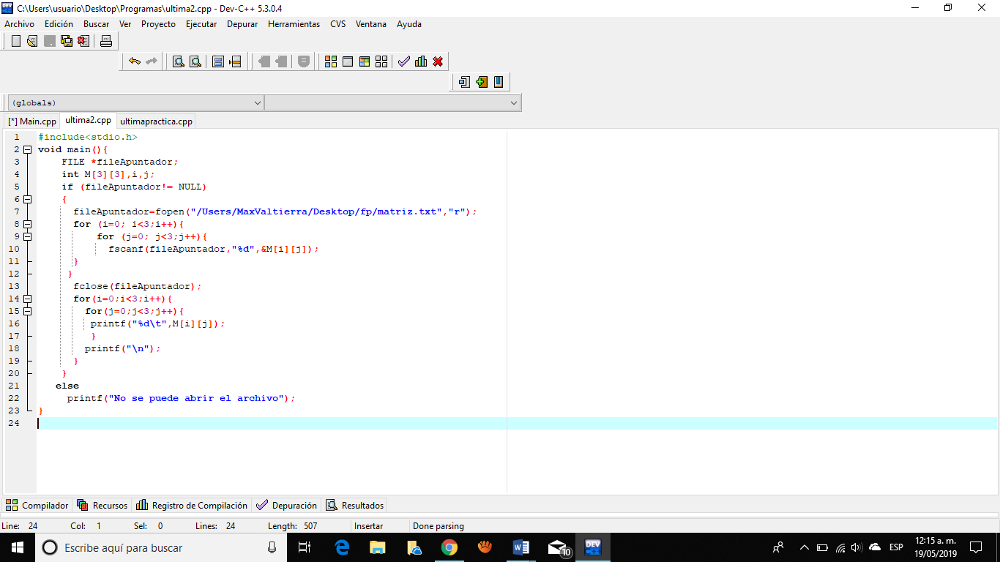 C:\Users\usuario\Desktop\Programas\ultima2.cpp - Dev-C++ 5.3.0.4
Archivo Edición Buscar Ver Proyecto Ejecutar Depurar Herramientas CVS Ventana Ayuda
(globals)
[*] Main.cpp ultima2.cpp ultimapractica.cpp
1 #include<stdio.h>
2 void main(){
3 FILE *fileApuntador;
4 int M[3][3],i,j;
5 if (fileApuntador!= NULL)
6 {
7 fileApuntador=fopen("/Users/MaxValtierra/Desktop/fp/matriz.txt","r");
8 for (i=0; i<3;i++){
9 for (j=0; j<3;j++){
10 fscanf(fileApuntador,"%d",&M[i][j]);
11 }
12 }
13 fclose(fileApuntador);
14 for(i=0;i<3;i++){
15 for(j=0;j<3;j++){
16 printf("%d\t",M[i][j]);
17 }
18 printf("\n");
19 }
20 }
21 else
22 printf("No se puede abrir el archivo");
23 }
24
Compilador Recursos Registro de Compilación Depuración Resultados
Line: 24 Col: 1 Sel: 0 Lines: 24 Length: 507 Insertar Done parsing
Escribe aquí para buscar
10
DEV
ESP
12:15 a. m.
19/05/2019